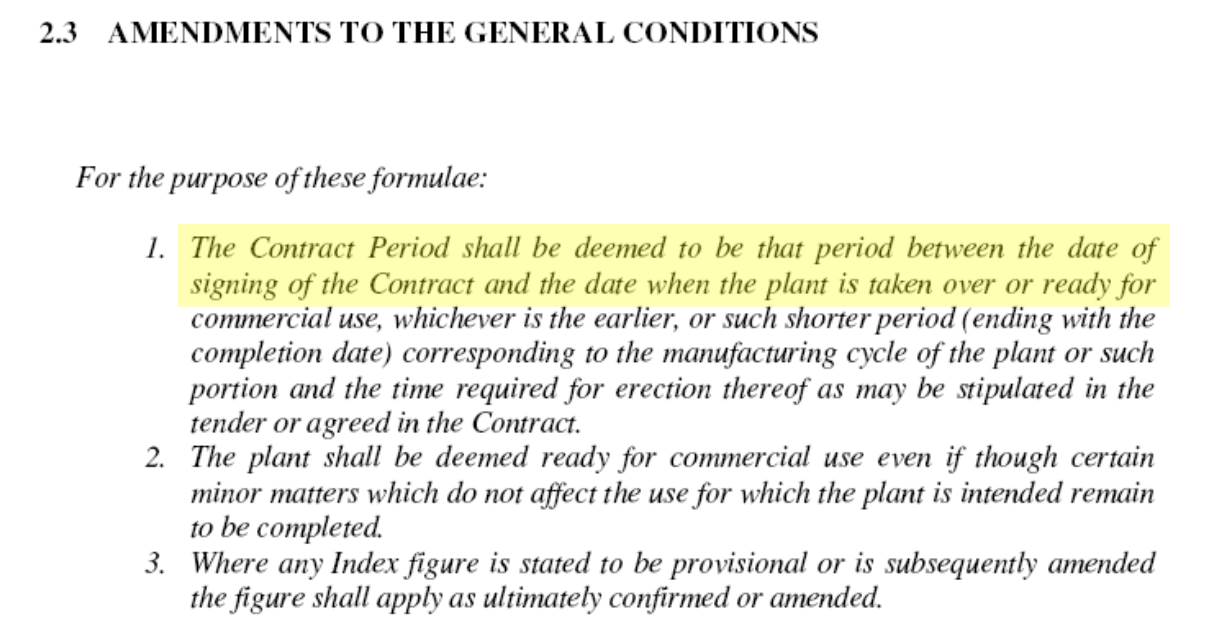 2.3 AMENDMENTS TO THE GENERAL CONDITIONS
For the purpose of these formulae:
1. The Contract Period shall be deemed to be that period between the date of
signing of the Contract and the date when the plant is taken over or ready for
commercial use, whichever is the earlier, or such shorter period (ending with the
completion date) corresponding to the manufacturing cycle of the plant or such
portion and the time required for erection thereof as may be stipulated in the
tender or agreed in the Contract.
2. The plant shall be deemed ready for commercial use even if though certain
minor matters which do not affect the use for which the plant is intended remain
to be completed.
3. Where any Index figure is stated to be provisional or is subsequently amended
the figure shall apply as ultimately confirmed or amended.